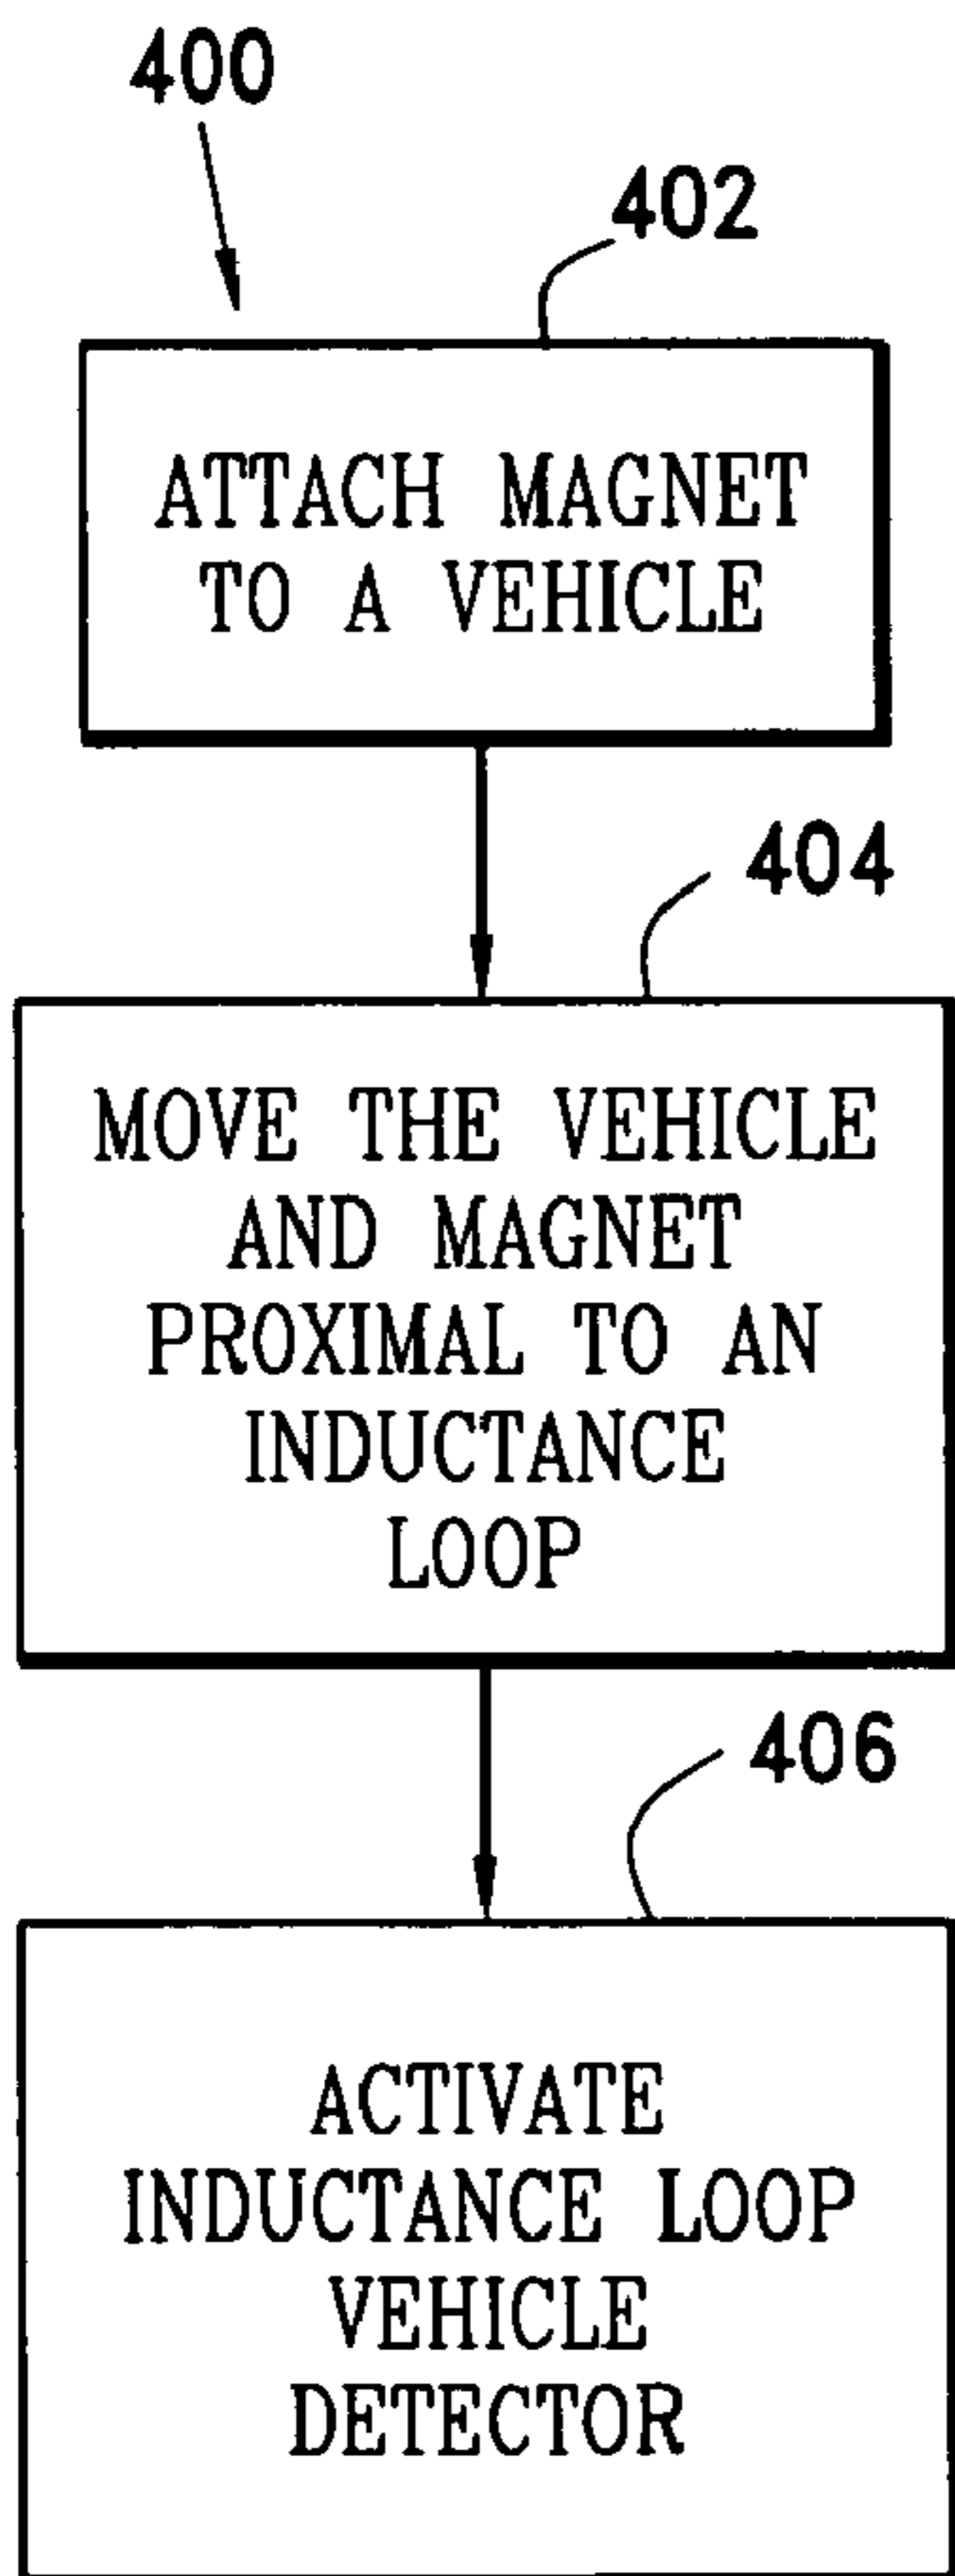 400
402
ATTACH MAGNET
TO A VEHICLE
404
MOVE THE VEHICLE
AND MAGNET
PROXIMAL TO AN
INDUCTANCE
LOOP
406
ACTIVATE
INDUCTANCE LOOP
VEHICLE
DETECTOR